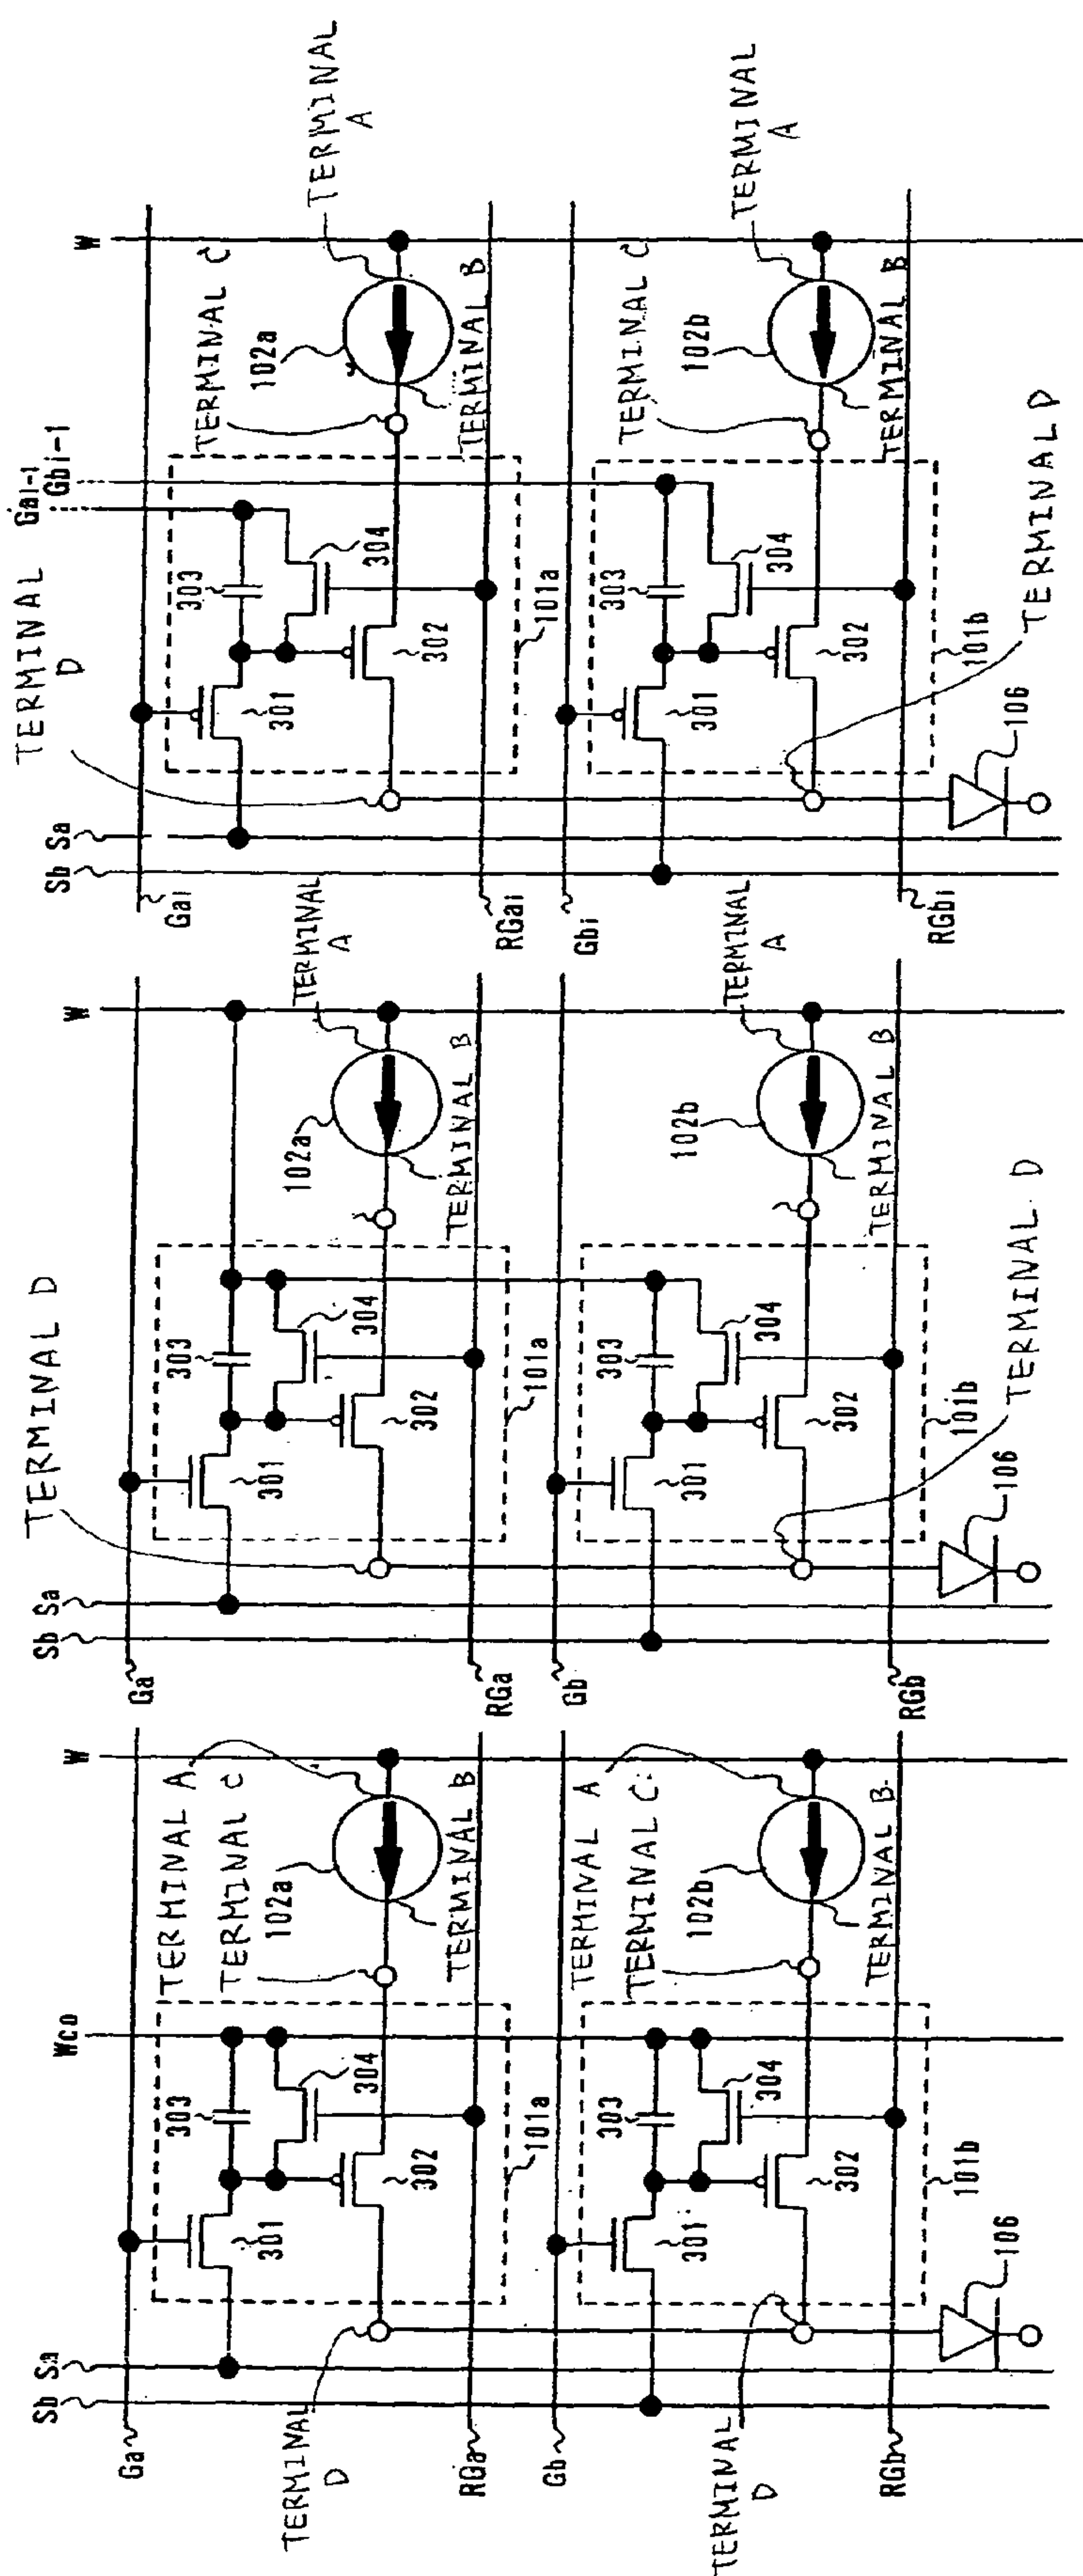 Sb Sa
Wco
W
Ga
TERMINAL A
TERMINAL C
102a
303
304
301
302
TERMINAL B
101a
RGa
TERMINAL
D
Gb
TERMINAL A
TERMINAL C
102b
303
304
301
302
TERMINAL B
101b
RGb
TERMINAL
D
106
Sb Sa
W
Ga
TERMINAL D
TERMINAL
A
102a
303
304
301
302
TERMINAL B
101a
RGa
Gb
TERMINAL
A
102b
303
304
301
302
TERMINAL B
101b
RGb
TERMINAL D
106
Sb Sa
Gai-1
Gbi-1
W
Gai
TERMINAL
D
TERMINAL C
TERMINAL
A
102a
303
304
301
302
TERMINAL B
101a
RGai
Gbi
TERMINAL C
TERMINAL
A
102b
303
304
301
302
TERMINAL B
101b
RGbi
TERMINAL D
106